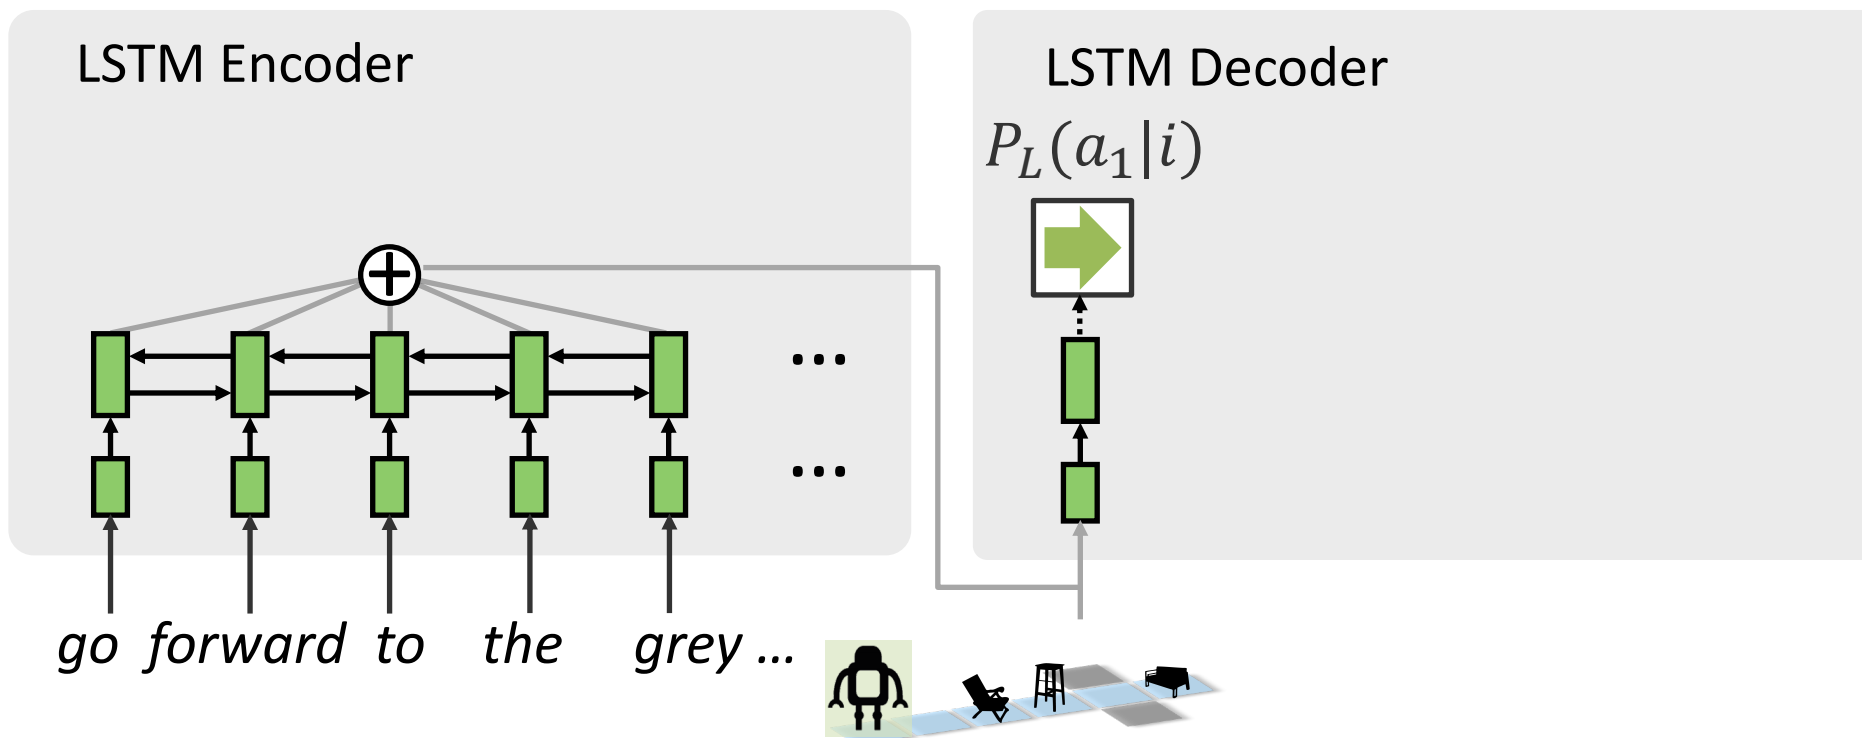 LSTM Encoder
LSTM Decoder
P_L(a_1|i)
...
...
go forward to the grey ...